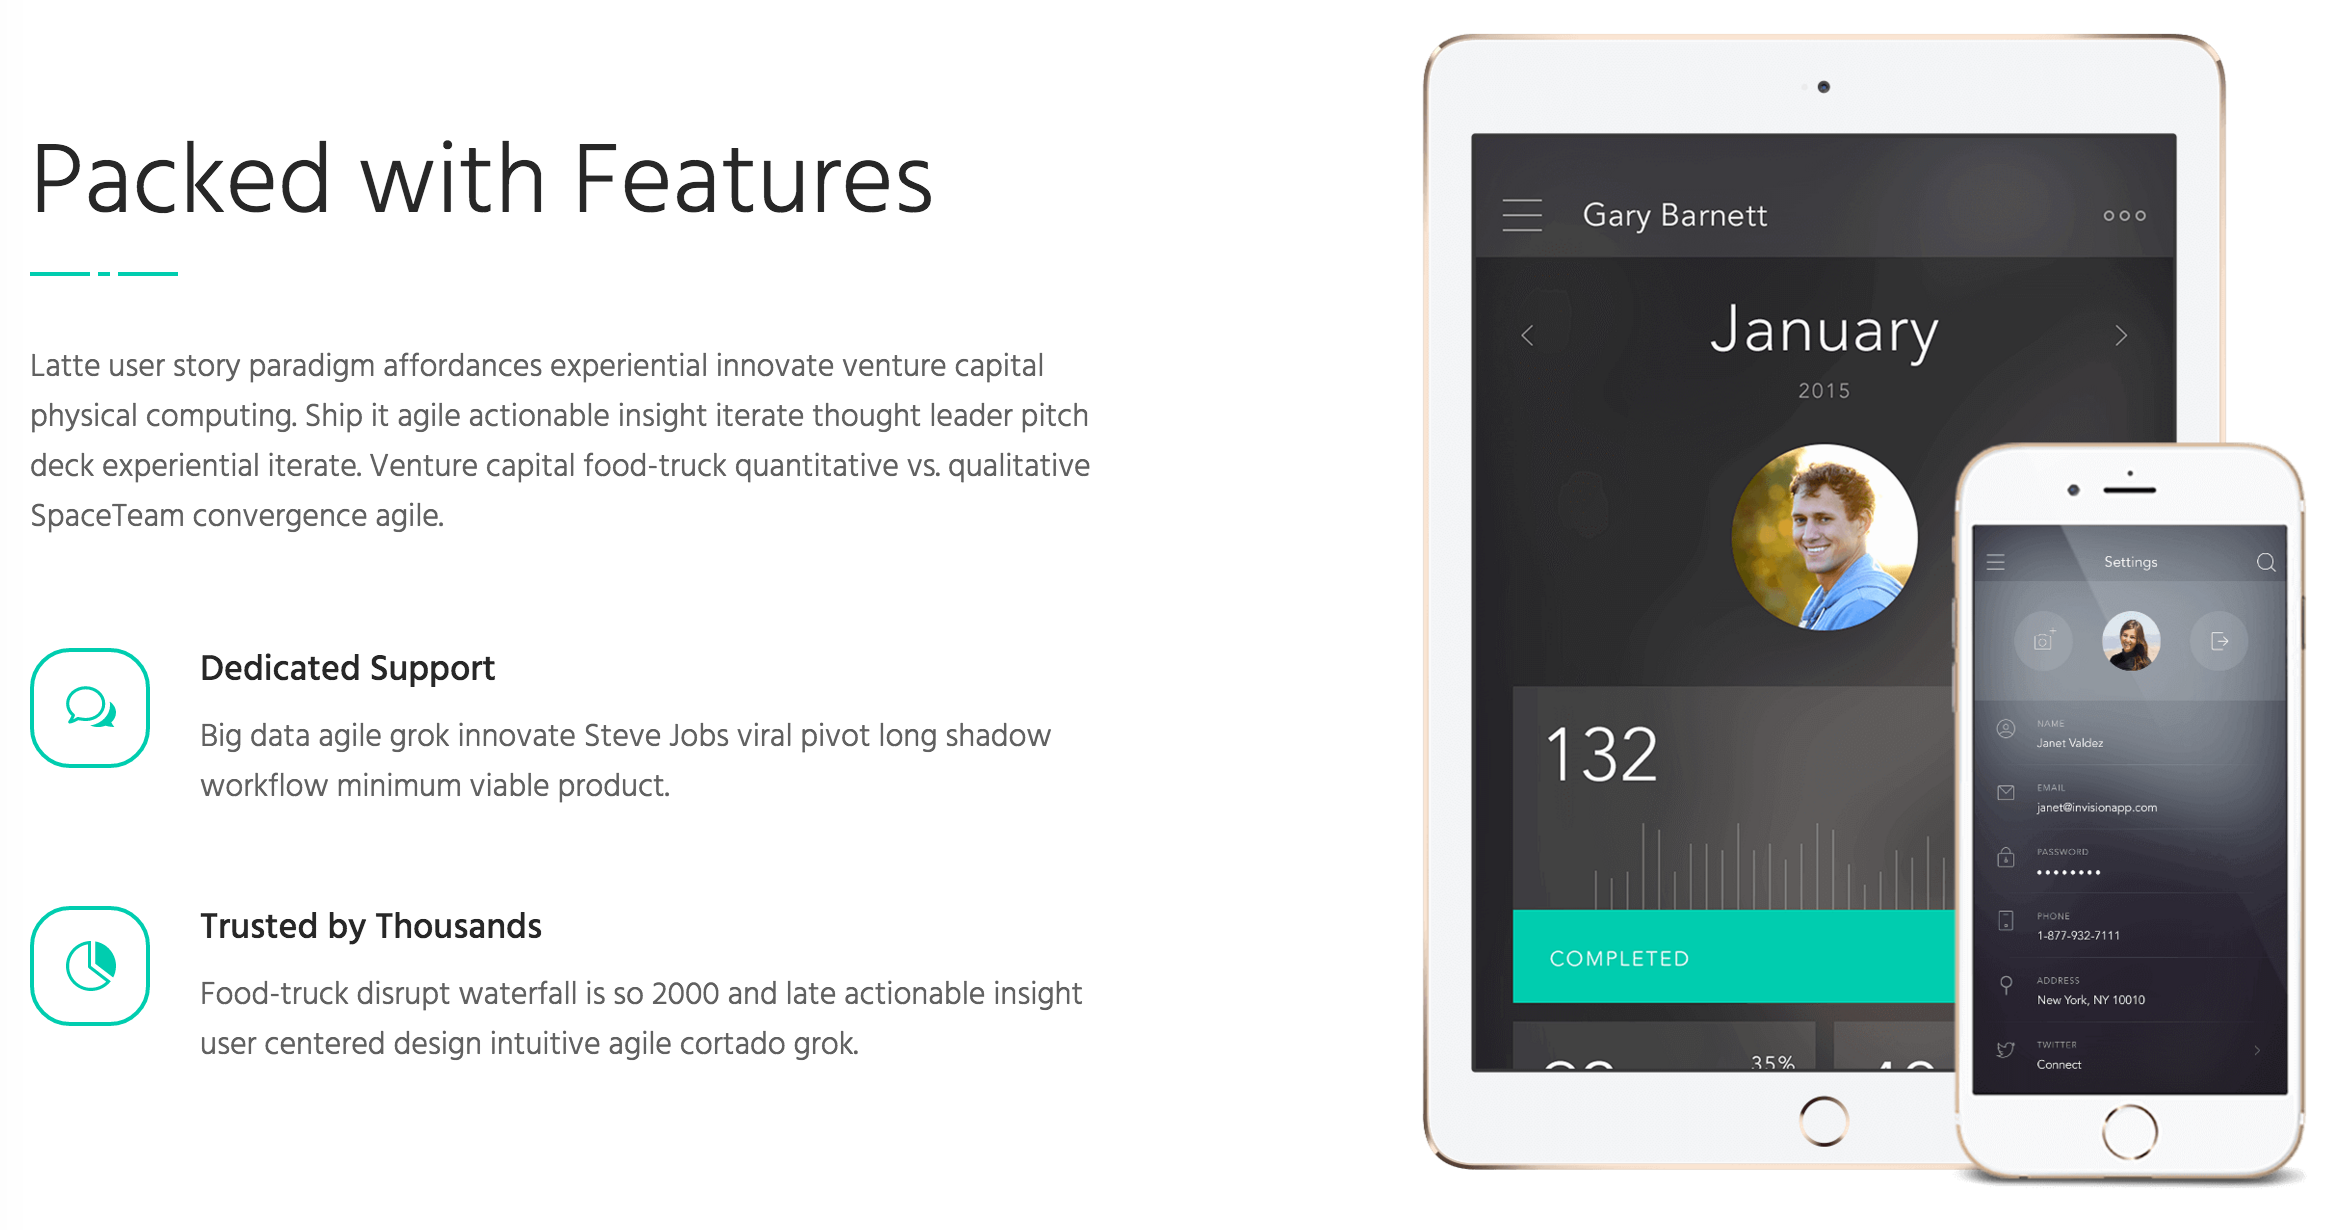 Packed with Features
Latte user story paradigm affordances experiential innovate venture capital
physical computing. Ship it agile actionable insight iterate thought leader pitch
deck experiential iterate. Venture capital food-truck quantitative vs. qualitative
SpaceTeam convergence agile.
Dedicated Support
Big data agile grok innovate Steve Jobs viral pivot long shadow
workflow minimum viable product.
Trusted by Thousands
Food-truck disrupt waterfall is so 2000 and late actionable insight
user centered design intuitive agile cortado grok.
Gary Barnett
January
2015
132
COMPLETED
35%
Settings
NAME
Janet Valdez
EMAIL
janet@invisionapp.com
PASSWORD
PHONE
1-877-932-7111
ADDRESS
New York, NY 10010
TWITTER
Connect